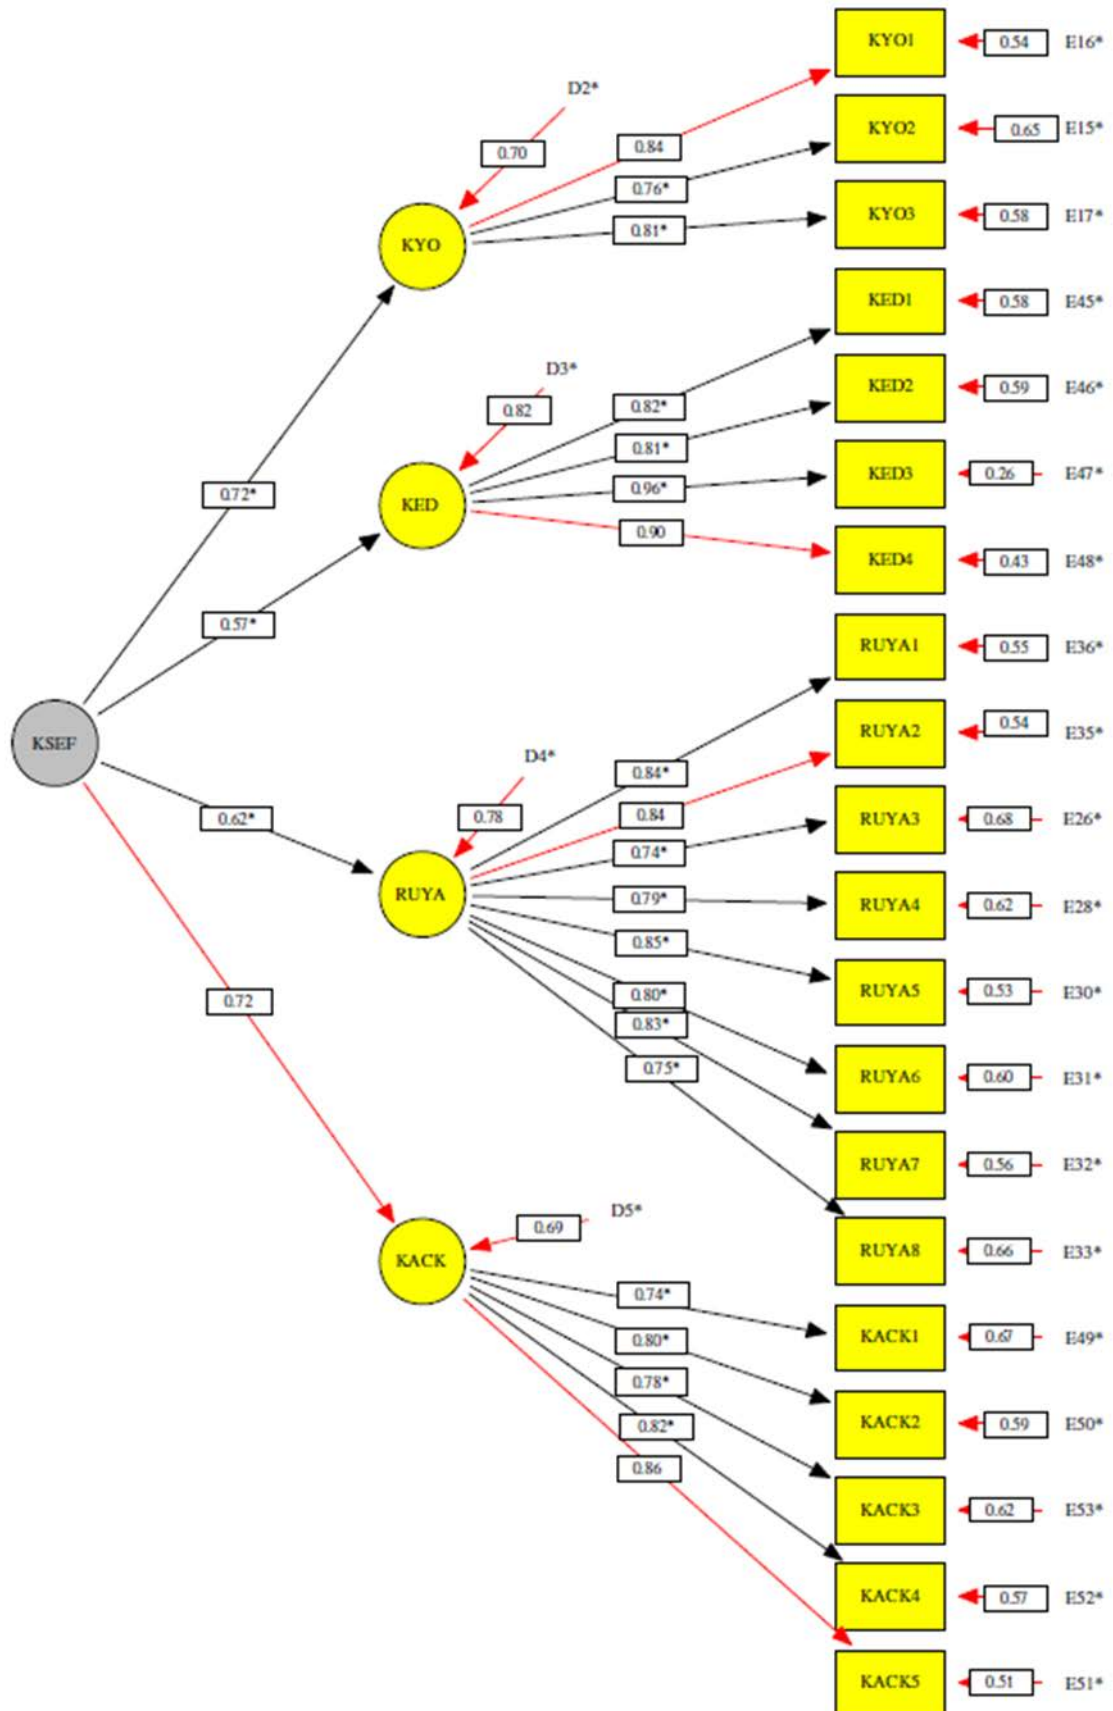 KYO1 0.54 E16*
D2*
KYO2 0.65 E15*
0.70 0.84
0.76*
KYO3 0.58 E17*
0.81*
KYO
KED1 0.58 E45*
D3*
KED2 0.59 E46*
0.82 0.82*
0.81*
KED3 0.26 E47*
0.96*
0.72*
KED
0.90
KED4 0.43 E48*
0.57*
RUYA1 0.55 E36*
RUYA2 0.54 E35*
KSEF
D4*
0.84*
0.62* 0.78 0.84 RUYA3 0.68 E26*
0.74*
RUYA 0.79* RUYA4 0.62 E28*
0.85*
RUYA5 0.53 E30*
0.72 0.80*
0.83*
0.75* RUYA6 0.60 E31*
RUYA7 0.56 E32*
D5*
0.69
RUYA8 0.66 E33*
KACK
0.74*
KACK1 0.67 E49*
0.80*
0.78*
KACK2 0.59 E50*
0.82*
0.86
KACK3 0.62 E53*
KACK4 0.57 E52*
KACK5 0.51 E51*